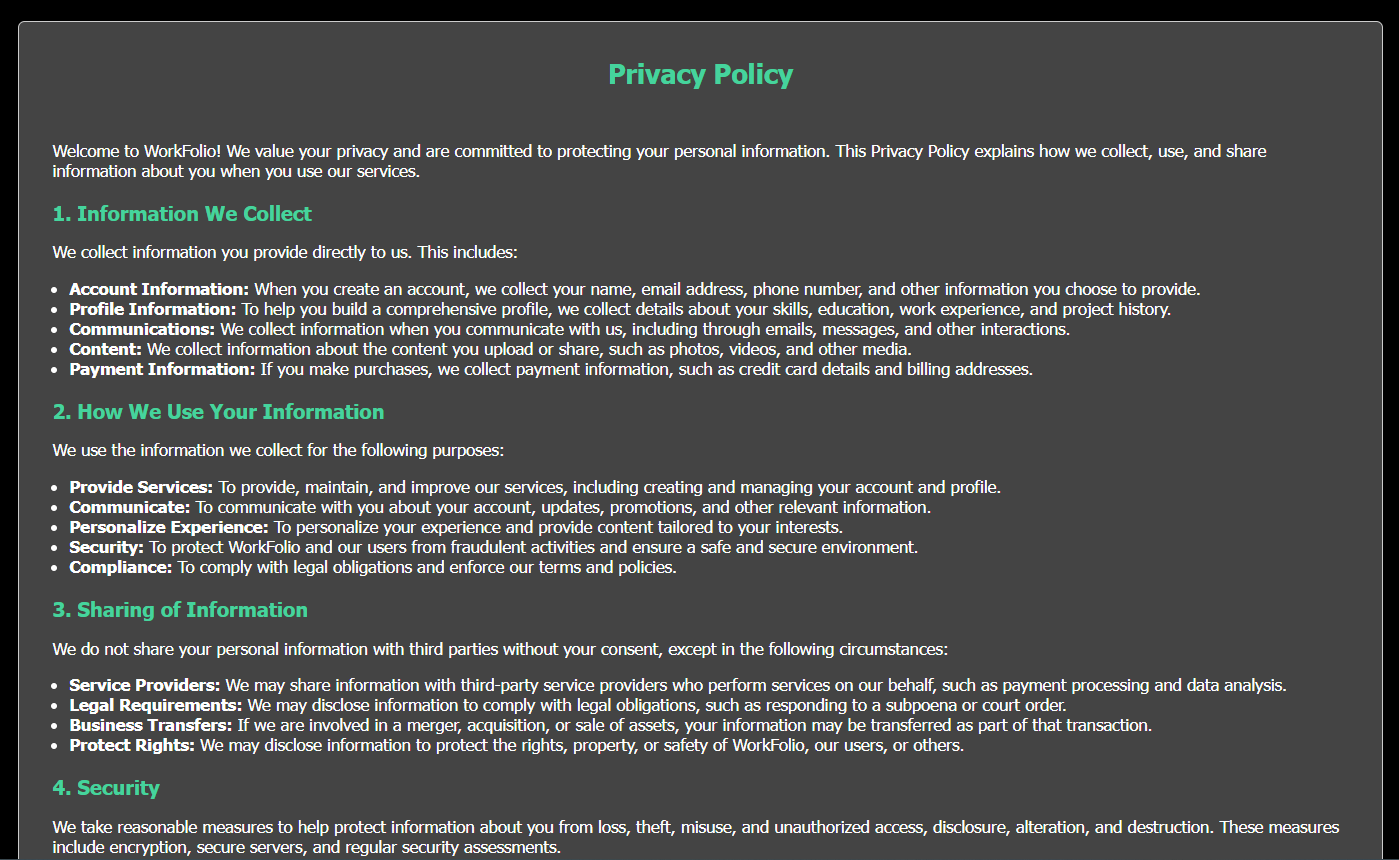 Privacy Policy
Welcome to WorkFolio! We value your privacy and are committed to protecting your personal information. This Privacy Policy explains how we collect, use, and share
information about you when you use our services.
1. Information We Collect
We collect information you provide directly to us. This includes:
• Account Information: When you create an account, we collect your name, email address, phone number, and other information you choose to provide.
• Profile Information: To help you build a comprehensive profile, we collect details about your skills, education, work experience, and project history.
• Communications: We collect information when you communicate with us, including through emails, messages, and other interactions.
• Content: We collect information about the content you upload or share, such as photos, videos, and other media.
• Payment Information: If you make purchases, we collect payment information, such as credit card details and billing addresses.
2. How We Use Your Information
We use the information we collect for the following purposes:
• Provide Services: To provide, maintain, and improve our services, including creating and managing your account and profile.
• Communicate: To communicate with you about your account, updates, promotions, and other relevant information.
• Personalize Experience: To personalize your experience and provide content tailored to your interests.
• Security: To protect WorkFolio and our users from fraudulent activities and ensure a safe and secure environment.
• Compliance: To comply with legal obligations and enforce our terms and policies.
3. Sharing of Information
We do not share your personal information with third parties without your consent, except in the following circumstances:
• Service Providers: We may share information with third-party service providers who perform services on our behalf, such as payment processing and data analysis.
• Legal Requirements: We may disclose information to comply with legal obligations, such as responding to a subpoena or court order.
• Business Transfers: If we are involved in a merger, acquisition, or sale of assets, your information may be transferred as part of that transaction.
• Protect Rights: We may disclose information to protect the rights, property, or safety of WorkFolio, our users, or others.
4. Security
We take reasonable measures to help protect information about you from loss, theft, misuse, and unauthorized access, disclosure, alteration, and destruction. These measures
include encryption, secure servers, and regular security assessments.